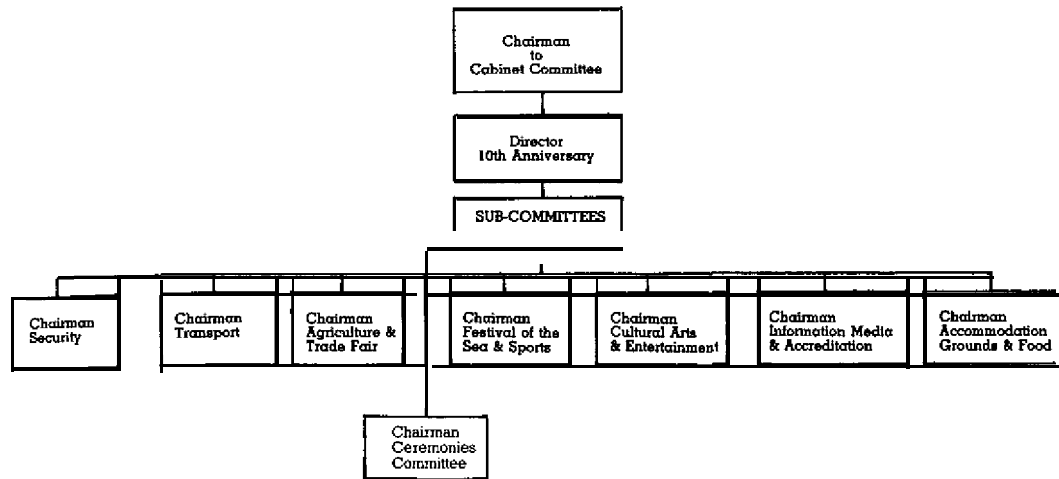 Chairman
to
Cabinet Committee
Director
10th Anniversary
SUB-COMMITTEES
Chairman
Security
Chairman
Transport
Chairman
Agriculture &
Trade Fair
Chairman
Festival of the
Sea & Sports
Chairman
Cultural Arts
& Entertainment
Chairman
Information Media
& Accreditation
Chairman
Accommodation
Grounds & Food
Chairman
Ceremonies
Committee